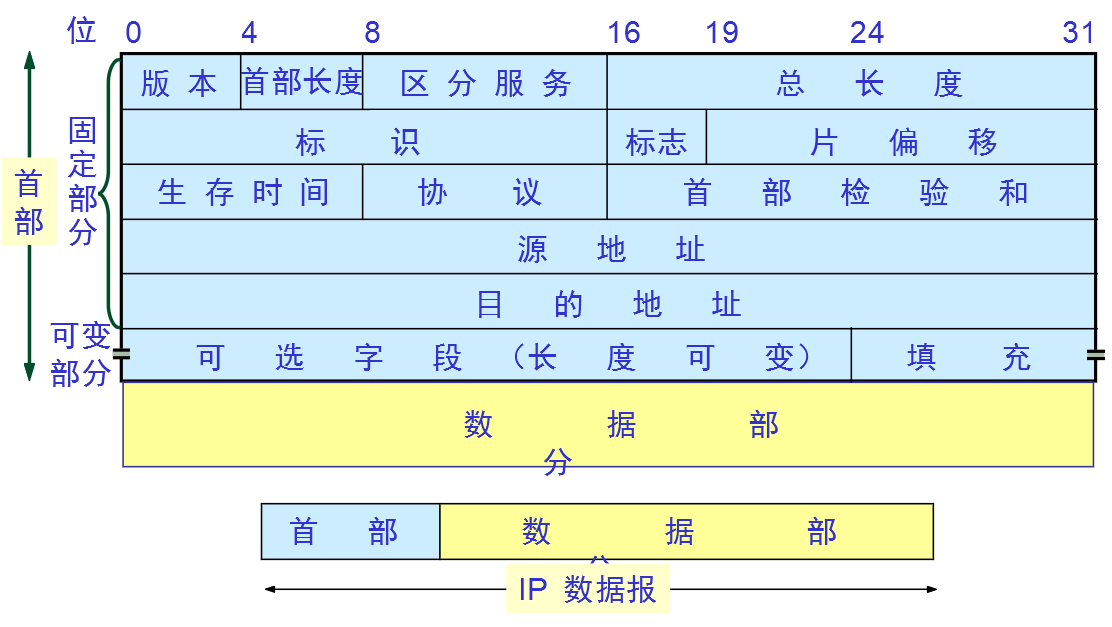 位 0 4 8 16 19 24 31
版本 首部长度 区分服务 总长度
标识 标志 片偏移
生存时间 协议 首部检验和
源地址
目的地址
可选字段（长度可变） 填充
首部
固定部分
可变部分
数据部
分
首部 数据部
IP 数据报